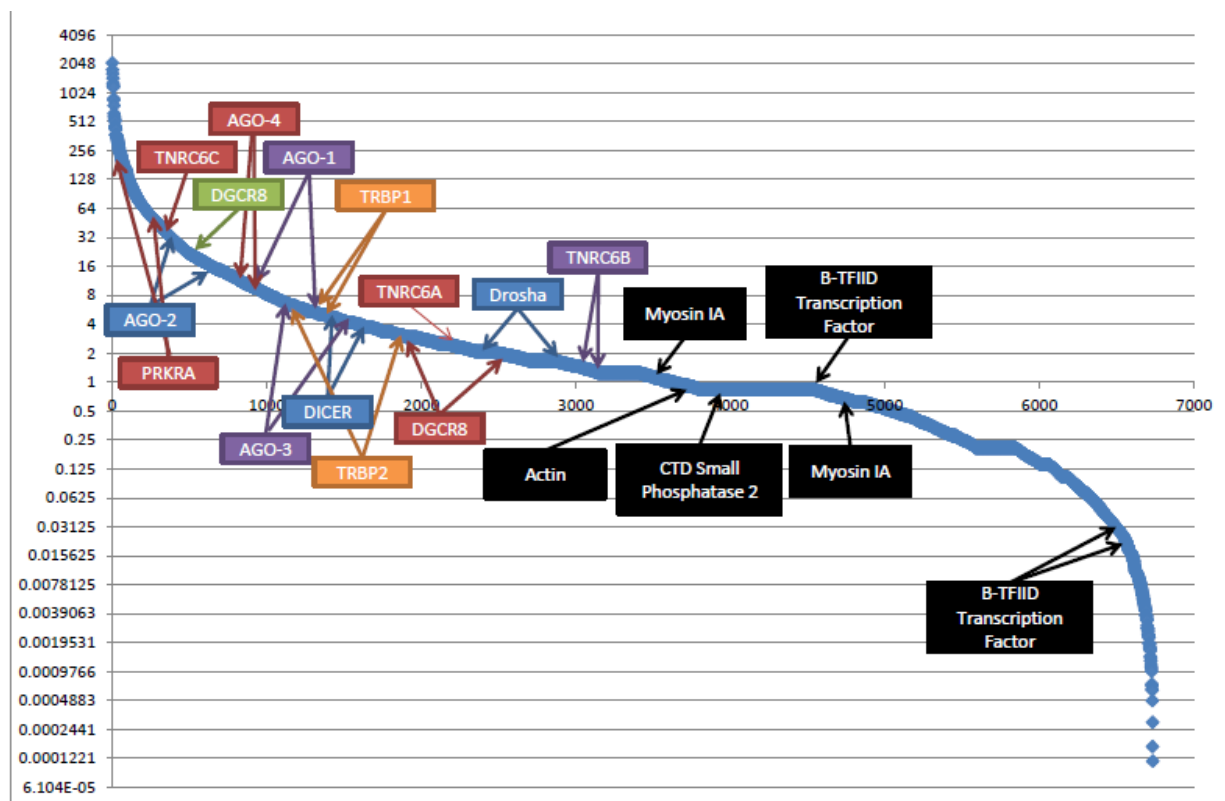 4096
2048
1024
512
256
128
64
32
16
8
4
2
1
0.5
0.25
0.125
0.0625
0.03125
0.015625
0.0078125
0.0039063
0.0019531
0.0009766
0.0004883
0.0002441
0.0001221
6.104E-05
0
1000
2000
3000
4000
5000
6000
7000
AGO-4
TNRC6C
AGO-1
DGCR8
TRBP1
TNRC6B
B-TFIID
Transcription
Factor
TNRC6A
Drosha
Myosin IA
AGO-2
PRKRA
DICER
DGCR8
AGO-3
TRBP2
Actin
CTD Small
Phosphatase 2
Myosin IA
B-TFIID
Transcription
Factor